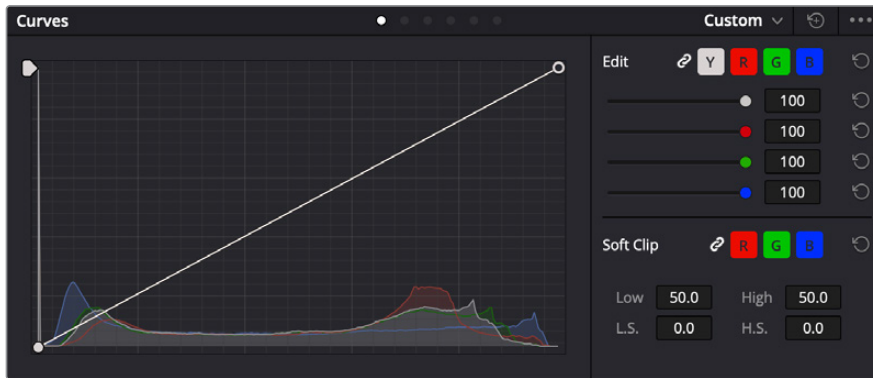 Curves Custom
Edit Y R G B
100
100
100
100
Soft Clip R G B
Low 50.0 High 50.0
L.S. 0.0 H.S. 0.0